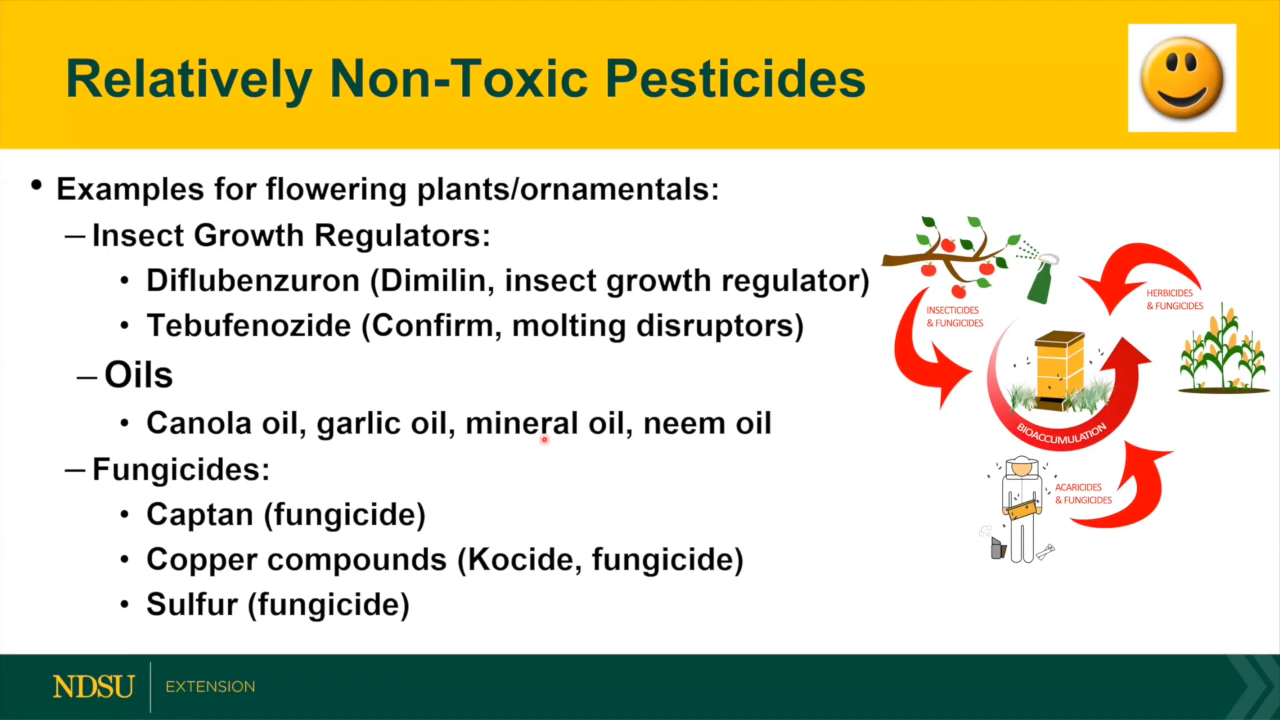 Relatively Non-Toxic Pesticides
• Examples for flowering plants/ornamentals:
– Insect Growth Regulators:
• Diflubenzuron (Dimilin, insect growth regulator)
• Tebufenozide (Confirm, molting disruptors)
– Oils
• Canola oil, garlic oil, mineral oil, neem oil
– Fungicides:
• Captan (fungicide)
• Copper compounds (Kocide, fungicide)
• Sulfur (fungicide)
INSECTICIDES
& FUNGICIDES
HERBICIDES
& FUNGICIDES
BIOACCUMULATION
ACARICIDES
& FUNGICIDES
NDSU EXTENSION